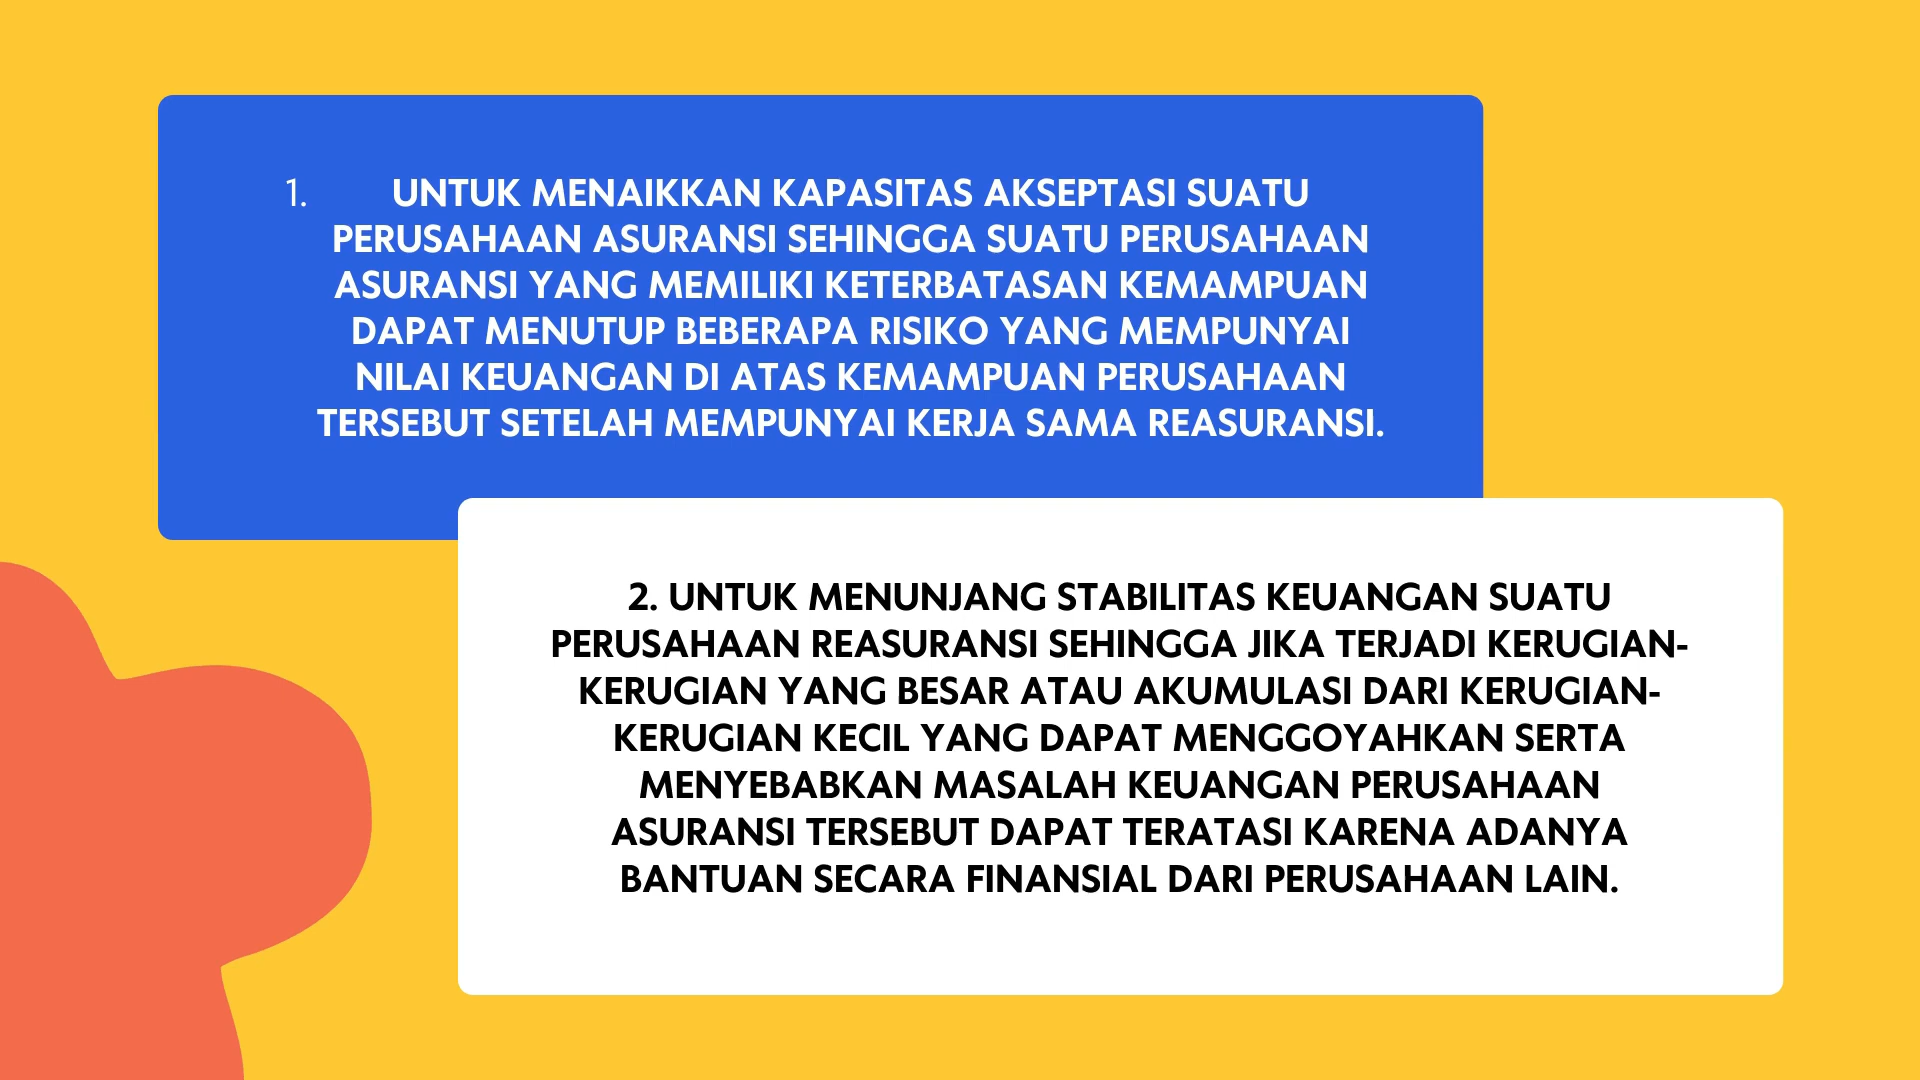 1. UNTUK MENAIKKAN KAPASITAS AKSEPTASI SUATU
PERUSAHAAN ASURANSI SEHINGGA SUATU PERUSAHAAN
ASURANSI YANG MEMILIKI KETERBATASAN KEMAMPUAN
DAPAT MENUTUP BEBERAPA RISIKO YANG MEMPUNYAI
NILAI KEUANGAN DI ATAS KEMAMPUAN PERUSAHAAN
TERSEBUT SETELAH MEMPUNYAI KERJA SAMA REASURANSI.
2. UNTUK MENUNJANG STABILITAS KEUANGAN SUATU
PERUSAHAAN REASURANSI SEHINGGA JIKA TERJADI KERUGIAN-
KERUGIAN YANG BESAR ATAU AKUMULASI DARI KERUGIAN-
KERUGIAN KECIL YANG DAPAT MENGGOYAHKAN SERTA
MENYEBABKAN MASALAH KEUANGAN PERUSAHAAN
ASURANSI TERSEBUT DAPAT TERATASI KARENA ADANYA
BANTUAN SECARA FINANSIAL DARI PERUSAHAAN LAIN.